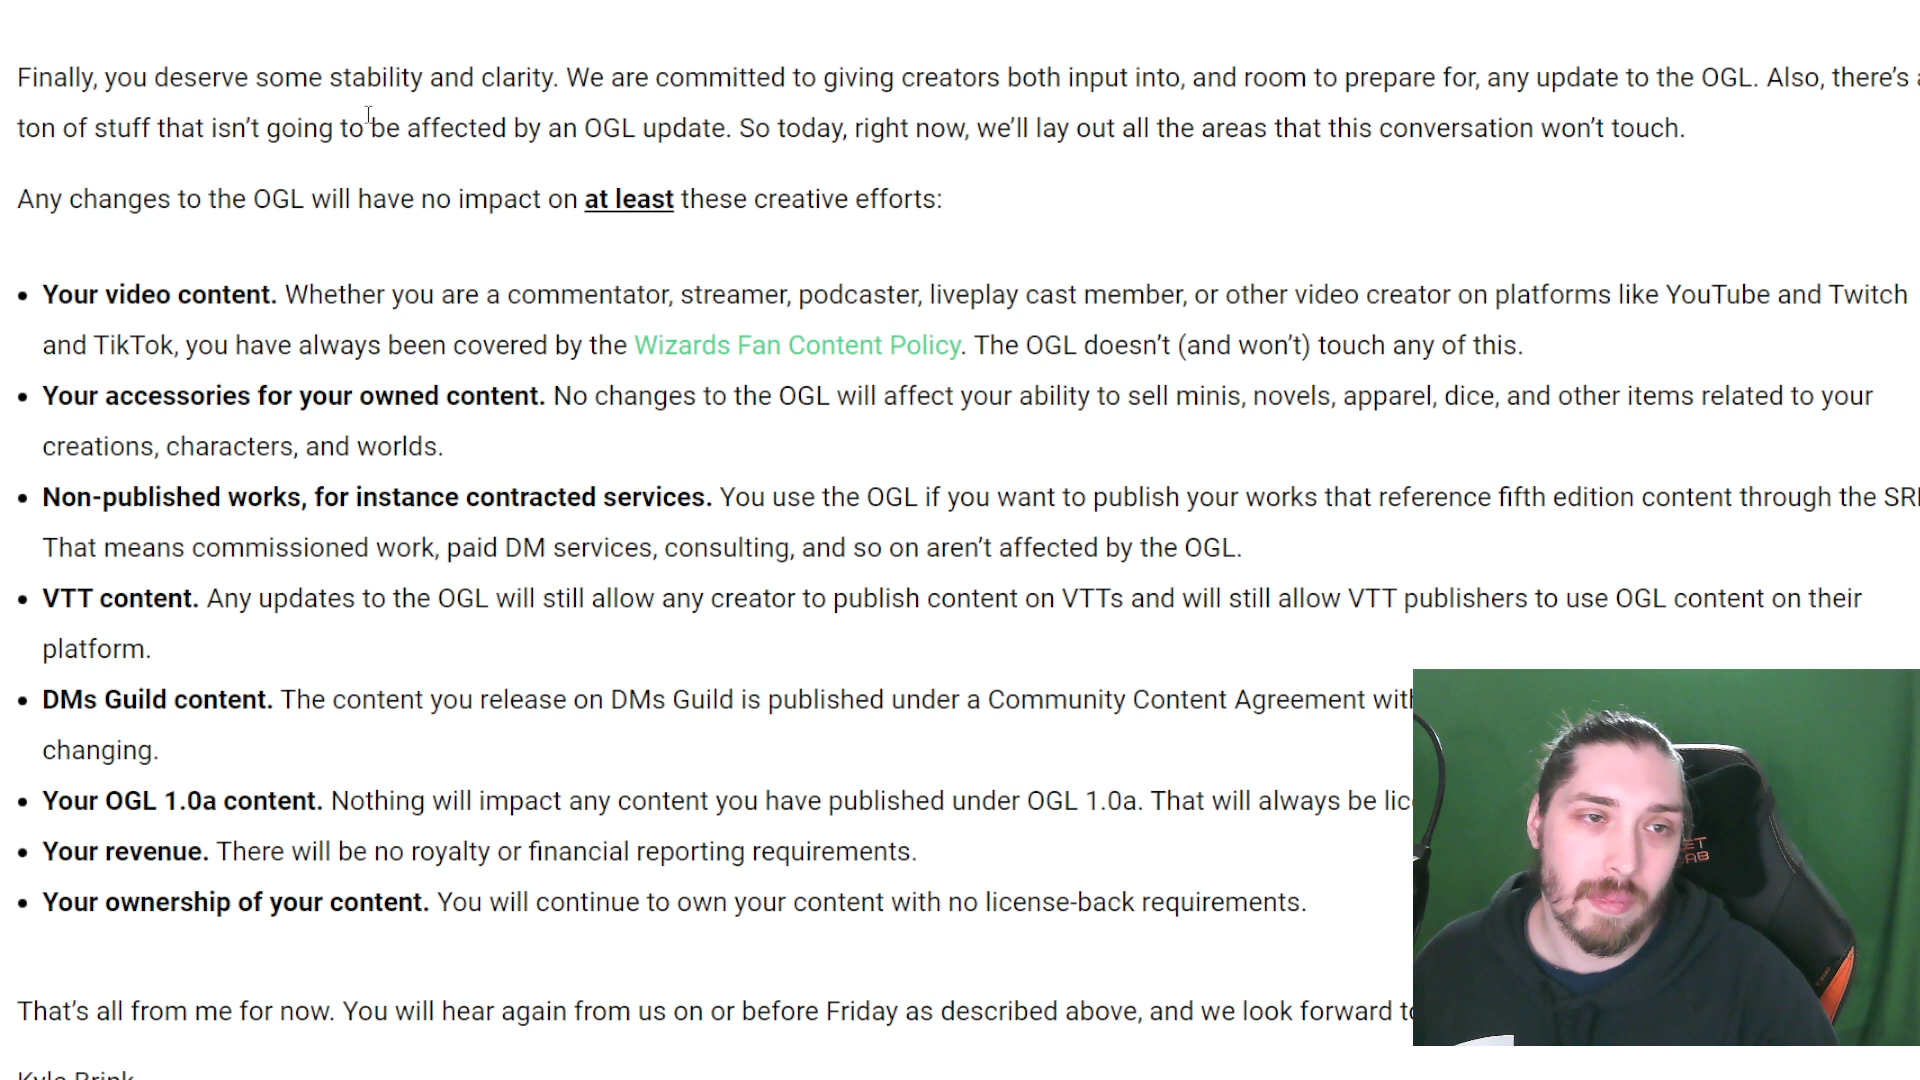 Finally, you deserve some stability and clarity. We are committed to giving creators both input into, and room to prepare for, any update to the OGL. Also, there’s
ton of stuff that isn’t going to be affected by an OGL update. So today, right now, we’ll lay out all the areas that this conversation won’t touch.
Any changes to the OGL will have no impact on at least these creative efforts:
• Your video content. Whether you are a commentator, streamer, podcaster, liveplay cast member, or other video creator on platforms like YouTube and Twitch
and TikTok, you have always been covered by the Wizards Fan Content Policy. The OGL doesn’t (and won’t) touch any of this.
• Your accessories for your owned content. No changes to the OGL will affect your ability to sell minis, novels, apparel, dice, and other items related to your
creations, characters, and worlds.
• Non-published works, for instance contracted services. You use the OGL if you want to publish your works that reference fifth edition content through the
That means commissioned work, paid DM services, consulting, and so on aren’t affected by the OGL.
• VTT content. Any updates to the OGL will still allow any creator to publish content on VTTs and will still allow VTT publishers to use OGL content on their
platform.
• DMs Guild content. The content you release on DMs Guild is published under a Community Content Agreement
changing.
• Your OGL 1.0a content. Nothing will impact any content you have published under OGL 1.0a. That will always be
• Your revenue. There will be no royalty or financial reporting requirements.
• Your ownership of your content. You will continue to own your content with no license-back requirements.
That’s all from me for now. You will hear again from us on or before Friday as described above, and we look forward